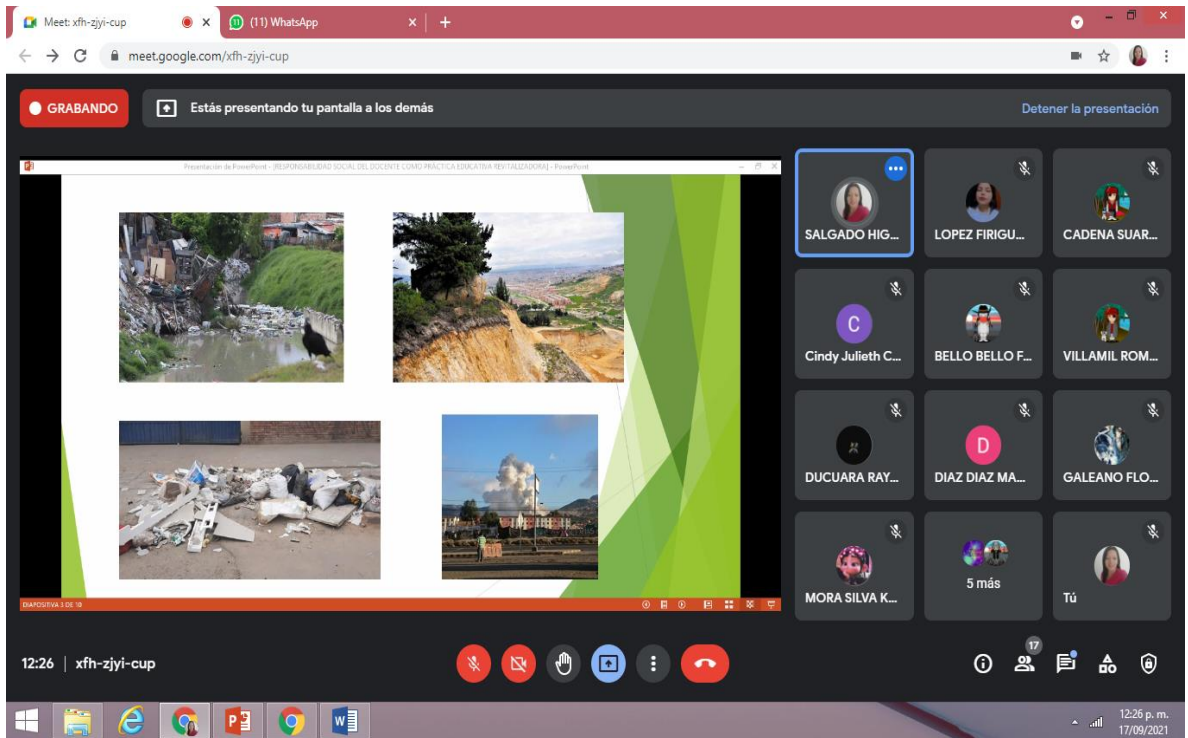 Meet: xfh-zjyi-cup
(11) WhatsApp
meet.google.com/xfh-zjyi-cup
GRABANDO
Estás presentando tu pantalla a los demás
Detener la presentación
Presentación de PowerPoint - [RESPONSABILIDAD SOCIAL DEL DOCENTE COMO PRÁCTICA EDUCATIVA REVITALIZADORA] - PowerPoint
SALGADO HIG...
LOPEZ FIRIGU...
CADENA SUAR...
C
Cindy Julieth C...
BELLO BELLO F...
VILLAMIL ROM...
DUCUARA RAY...
D
DIAZ DIAZ MA...
GALEANO FLO...
MORA SILVA K...
5 más
Tú
DIAPOSITIVA 3 DE 10
12:26 | xfh-zjyi-cup
17
12:26 p. m.
17/09/2021